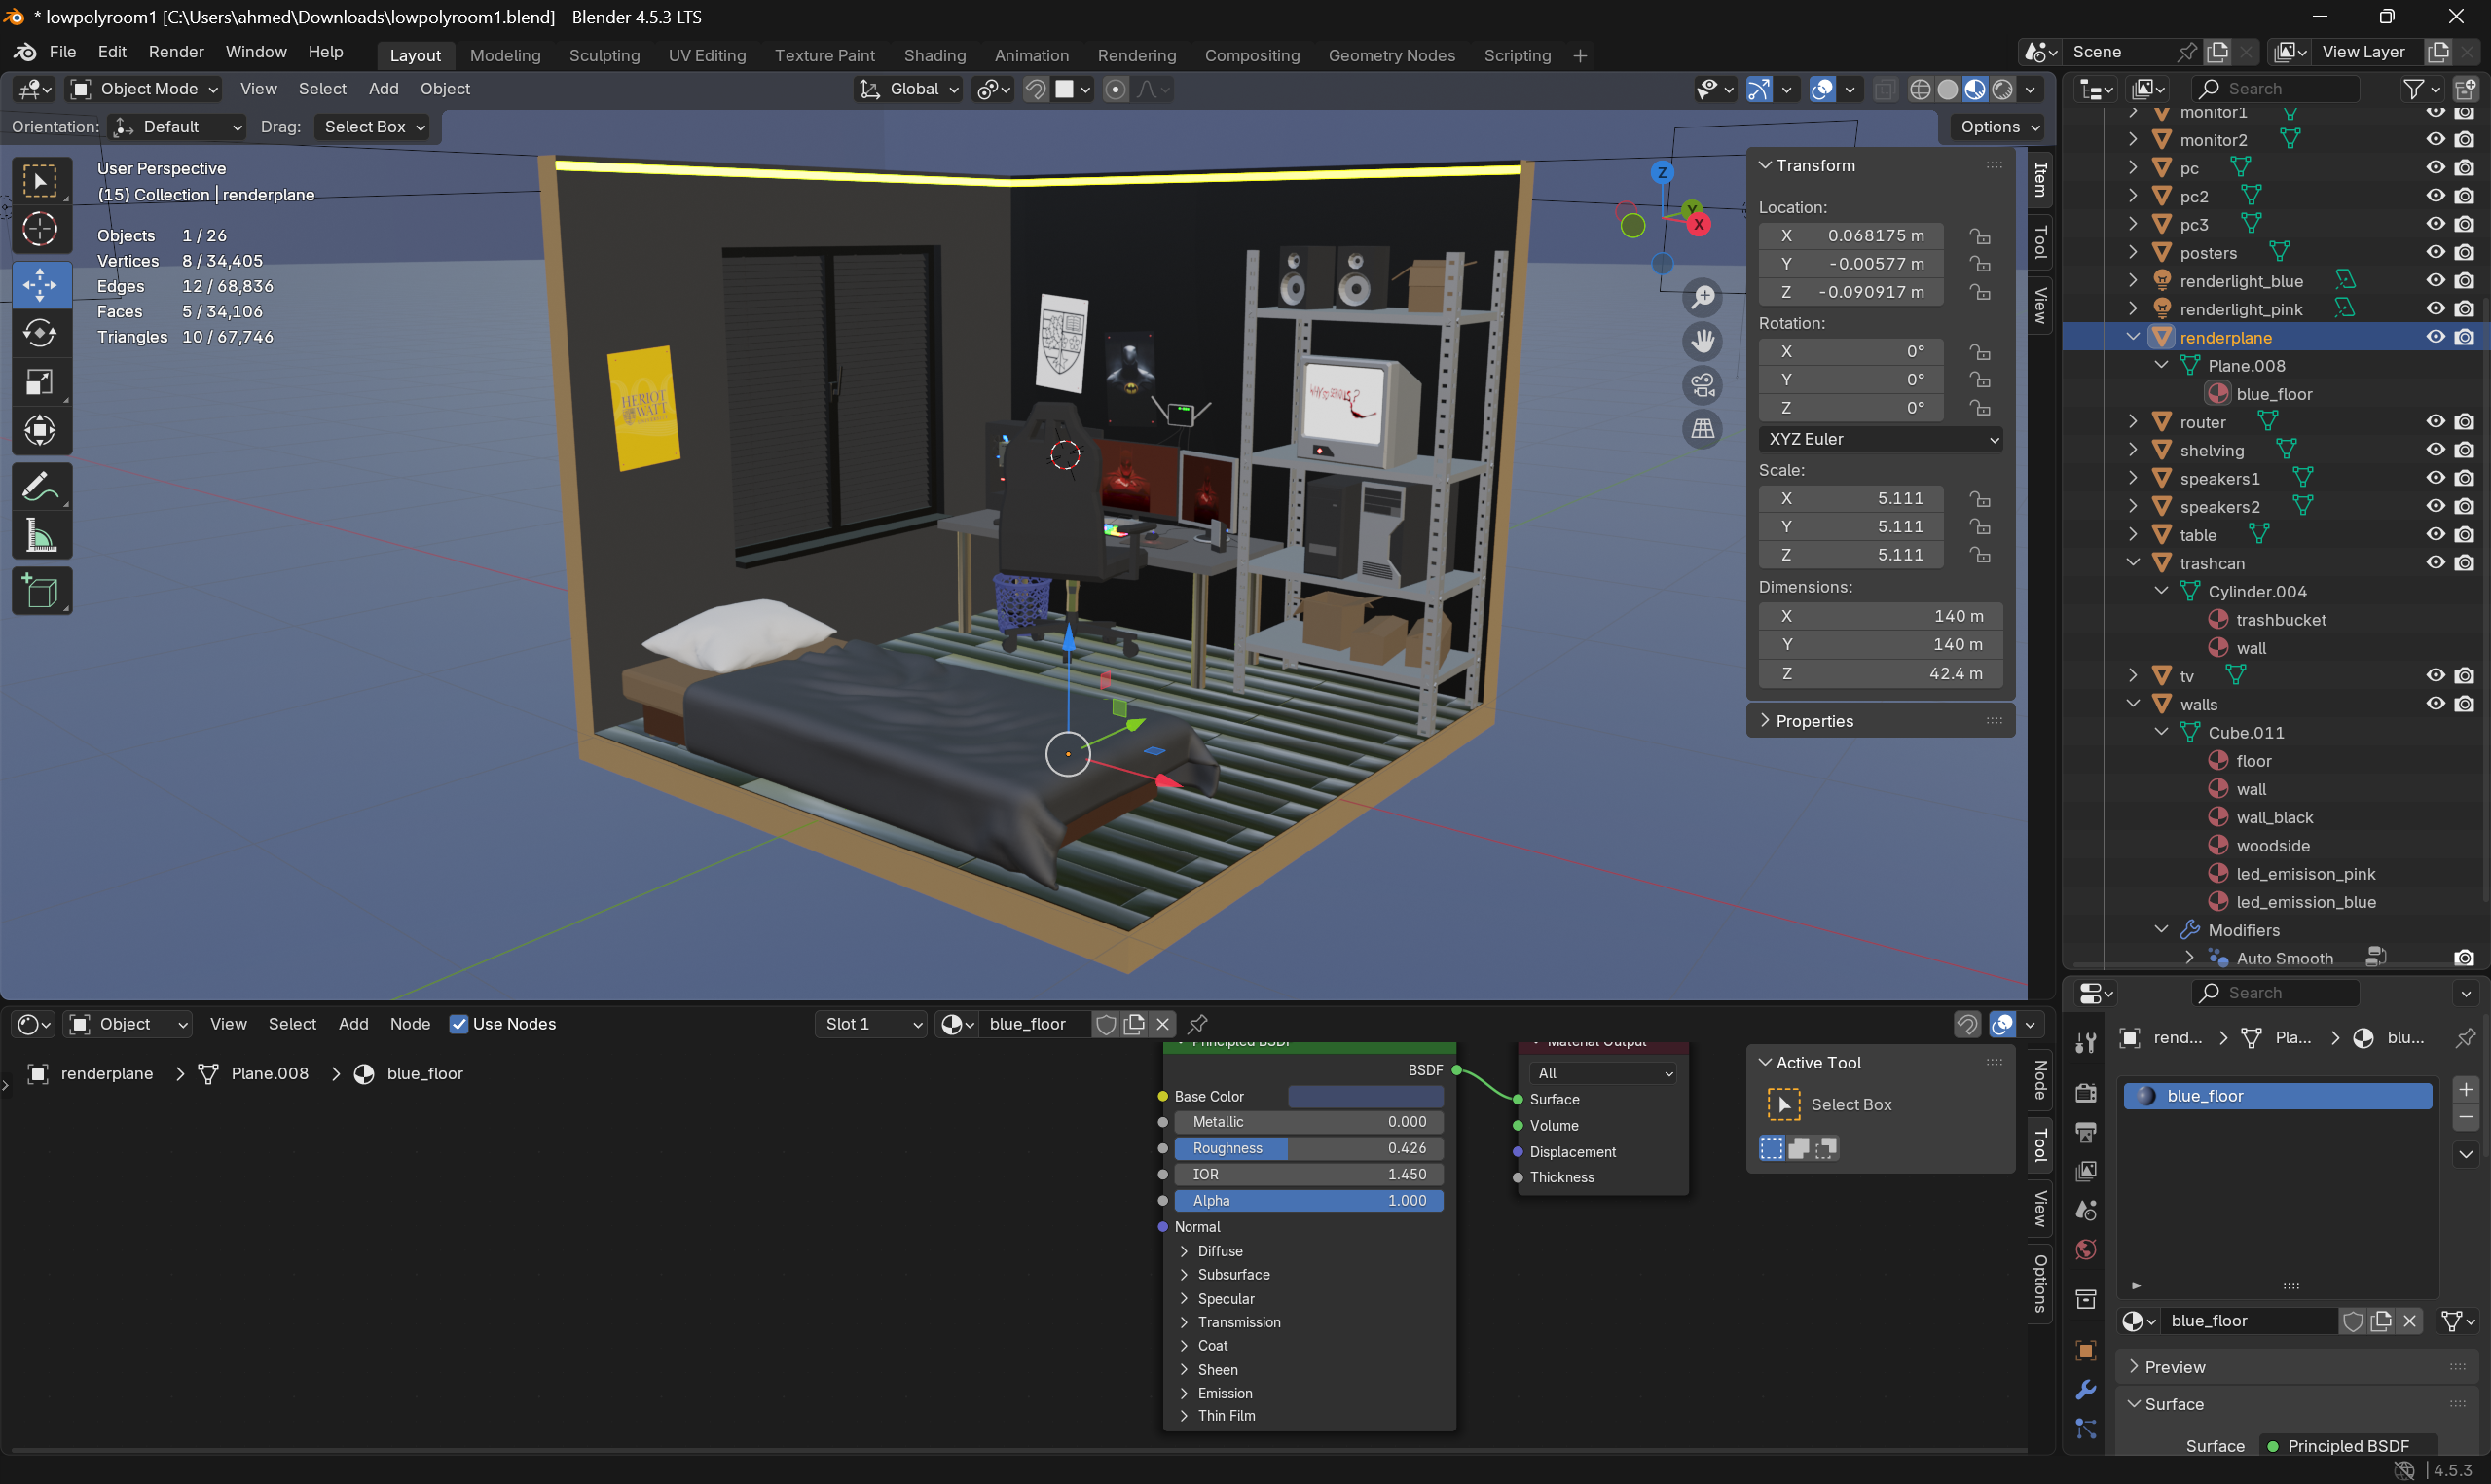 * lowpolyroom1 [C:\Users\ahmed\Downloads\lowpolyroom1.blend] - Blender 4.5.3 LTS
File Edit Render Window Help Layout Modeling Sculpting UV Editing Texture Paint Shading Animation Rendering Compositing Geometry Nodes Scripting + Scene View Layer
Object Mode View Select Add Object Global Search
Orientation: Default Drag: Select Box Options
User Perspective
(15) Collection | renderplane
Objects 1 / 26
Vertices 8 / 34,405
Edges 12 / 68,836
Faces 5 / 34,106
Triangles 10 / 67,746
HERIOT
WATT
UNIVERSITY
Z
Y
X
Transform
Location:
X 0.068175 m
Y -0.00577 m
Z -0.090917 m
Rotation:
X 0°
Y 0°
Z 0°
XYZ Euler
Scale:
X 5.111
Y 5.111
Z 5.111
Dimensions:
X 140 m
Y 140 m
Z 42.4 m
Properties
Item
Tool
View
monitor1
monitor2
pc
pc2
pc3
posters
renderlight_blue
renderlight_pink
renderplane
Plane.008
blue_floor
router
shelving
speakers1
speakers2
table
trashcan
Cylinder.004
trashbucket
wall
tv
walls
Cube.011
floor
wall
wall_black
woodside
led_emisison_pink
led_emission_blue
Modifiers
Auto Smooth
Object View Select Add Node Use Nodes Slot 1 blue_floor
renderplane > Plane.008 > blue_floor
Principled BSDF
BSDF
Base Color
Metallic 0.000
Roughness 0.426
IOR 1.450
Alpha 1.000
Normal
Diffuse
Subsurface
Specular
Transmission
Coat
Sheen
Emission
Thin Film
Material Output
All
Surface
Volume
Displacement
Thickness
Active Tool
Select Box
Node
Tool
View
Options
Search
rend... > Pla... > blu...
blue_floor
blue_floor
Preview
Surface
Surface Principled BSDF
4.5.3